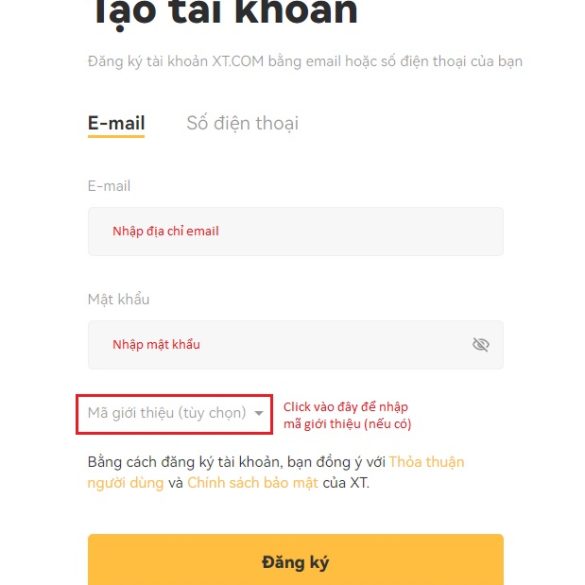 Tạo tài khoản
Đăng ký tài khoản XT.COM bằng email hoặc số điện thoại của bạn
E-mail Số điện thoại
E-mail
Nhập địa chỉ email
Mật khẩu
Nhập mật khẩu
Mã giới thiệu (tùy chọn) Click vào đây để nhập
mã giới thiệu (nếu có)
Bằng cách đăng ký tài khoản, bạn đồng ý với Thỏa thuận
người dùng và Chính sách bảo mật của XT.
Đăng ký